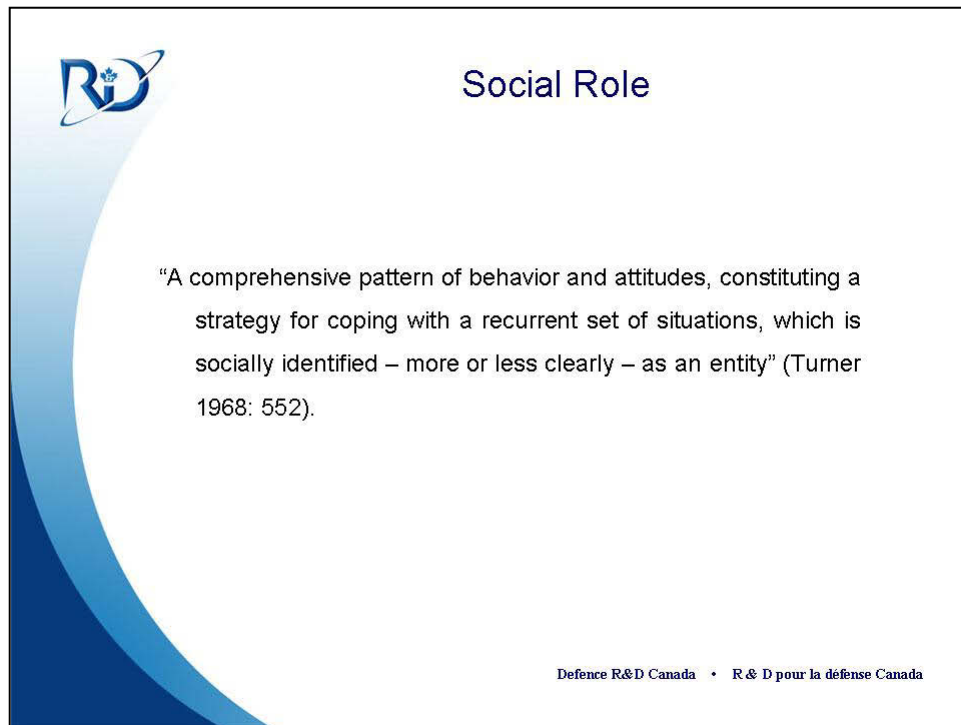 RD
Social Role
“A comprehensive pattern of behavior and attitudes, constituting a
strategy for coping with a recurrent set of situations, which is
socially identified – more or less clearly – as an entity” (Turner
1968: 552).
Defence R&D Canada • R & D pour la défense Canada